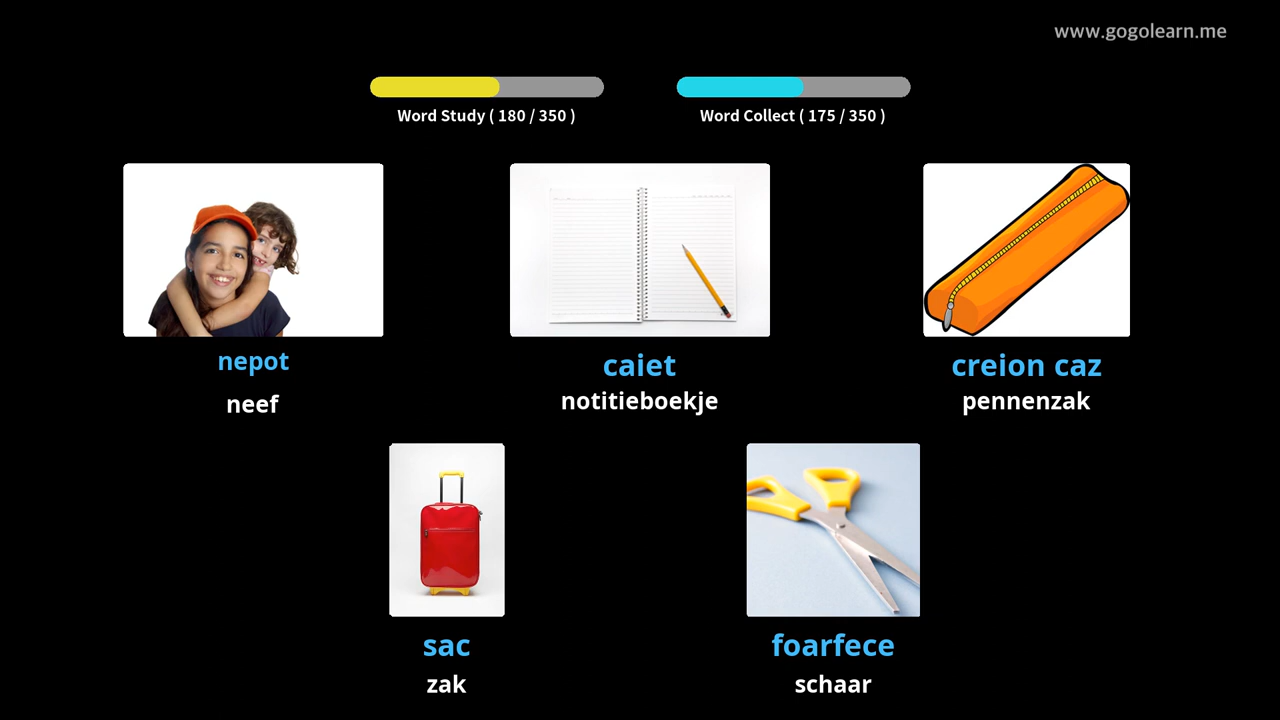 www.gogolearn.me
Word Study ( 180 / 350 )
Word Collect ( 175 / 350 )
nepot
neef
caiet
notitieboekje
creion caz
pennenzak
sac
zak
foarfece
schaar